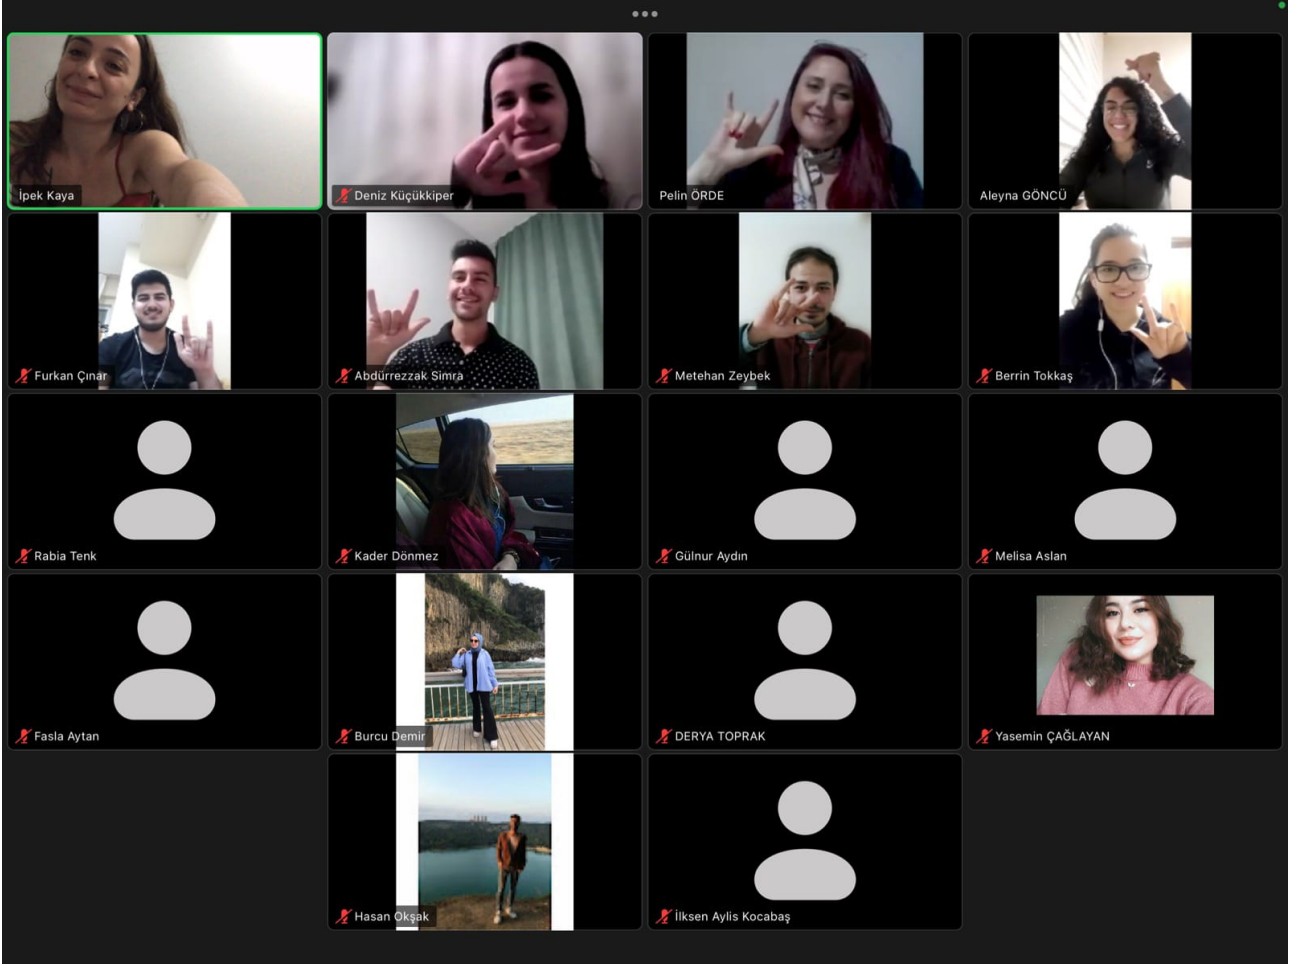 İpek Kaya
Deniz Küçükkiper
Pelin ÖRDE
Aleyna GÖNCÜ
Furkan Çınar
Abdürrezzak Simra
Metehan Zeybek
Berrin Tokkaş
Rabia Tenk
Kader Dönmez
Gülnur Aydın
Melisa Aslan
Fasla Aytan
Burcu Demir
DERYA TOPRAK
Yasemin ÇAĞLAYAN
Hasan Okşak
İlksen Aylis Kocabaş